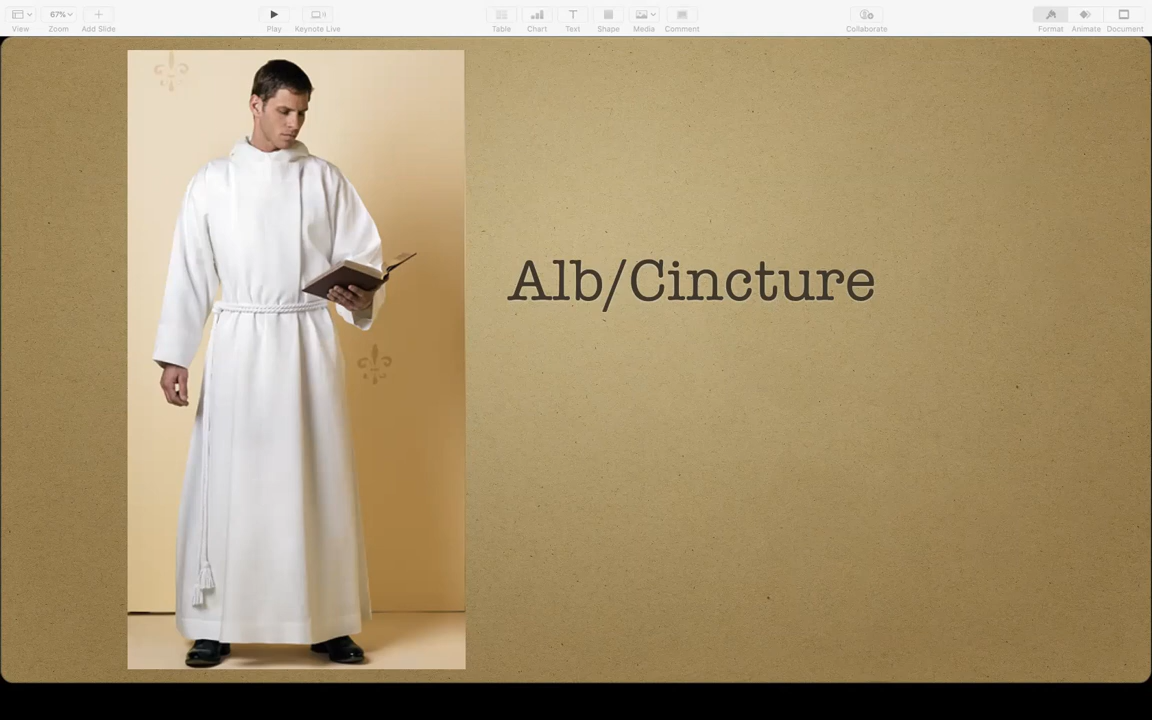 67%
View
Zoom
Add Slide
Play
Keynote Live
Table
Chart
Text
Shape
Media
Comment
Collaborate
Format
Animate
Document
Alb/Cincture